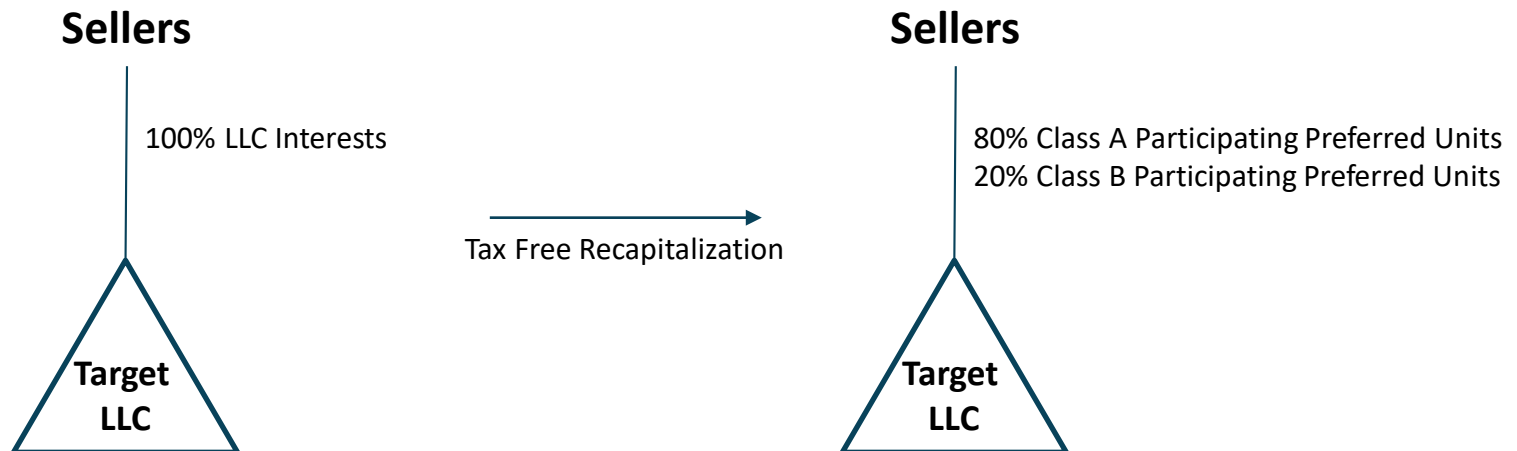 Sellers
100% LLC Interests
Target
LLC
Tax Free Recapitalization
Sellers
80% Class A Participating Preferred Units
20% Class B Participating Preferred Units
Target
LLC